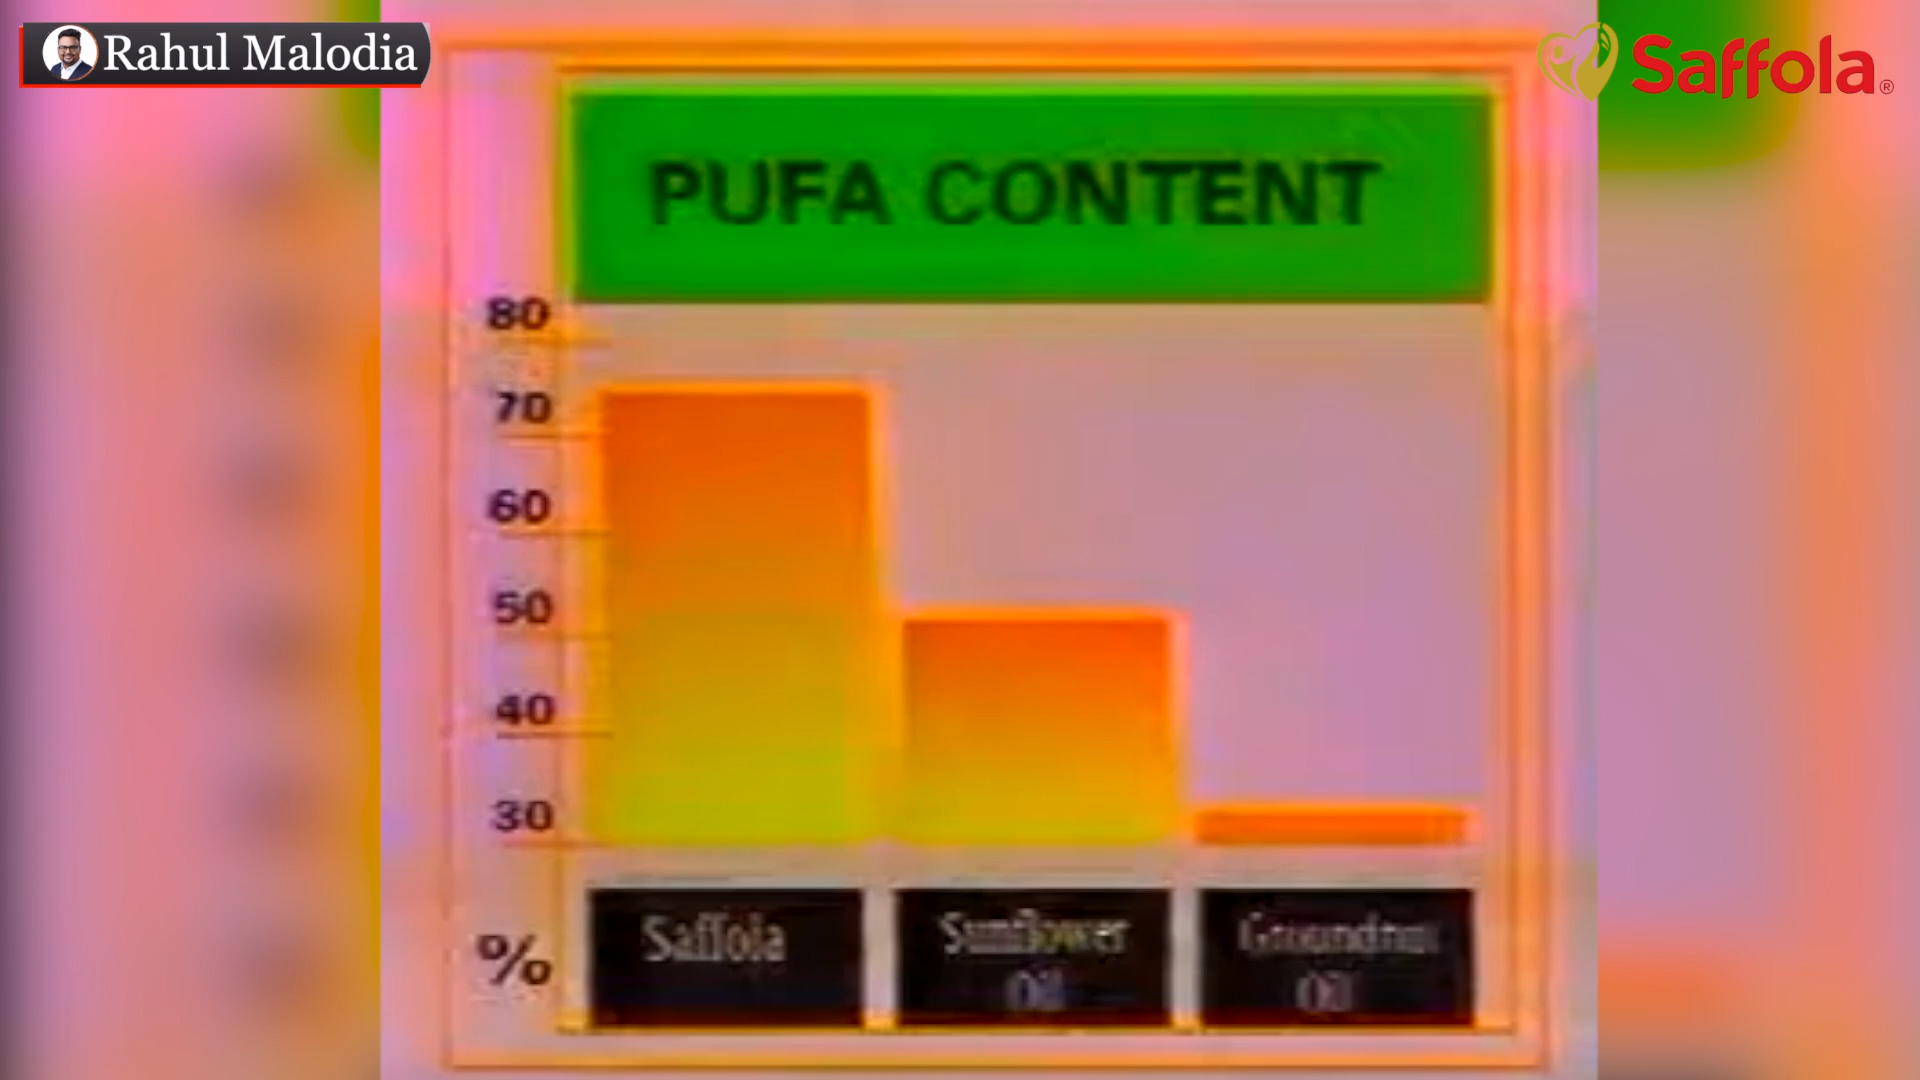 Rahul Malodia
Saffola®
PUFA CONTENT
80
70
60
50
40
30
%
Saffola
Sunflower
Oil
Groundnut
Oil